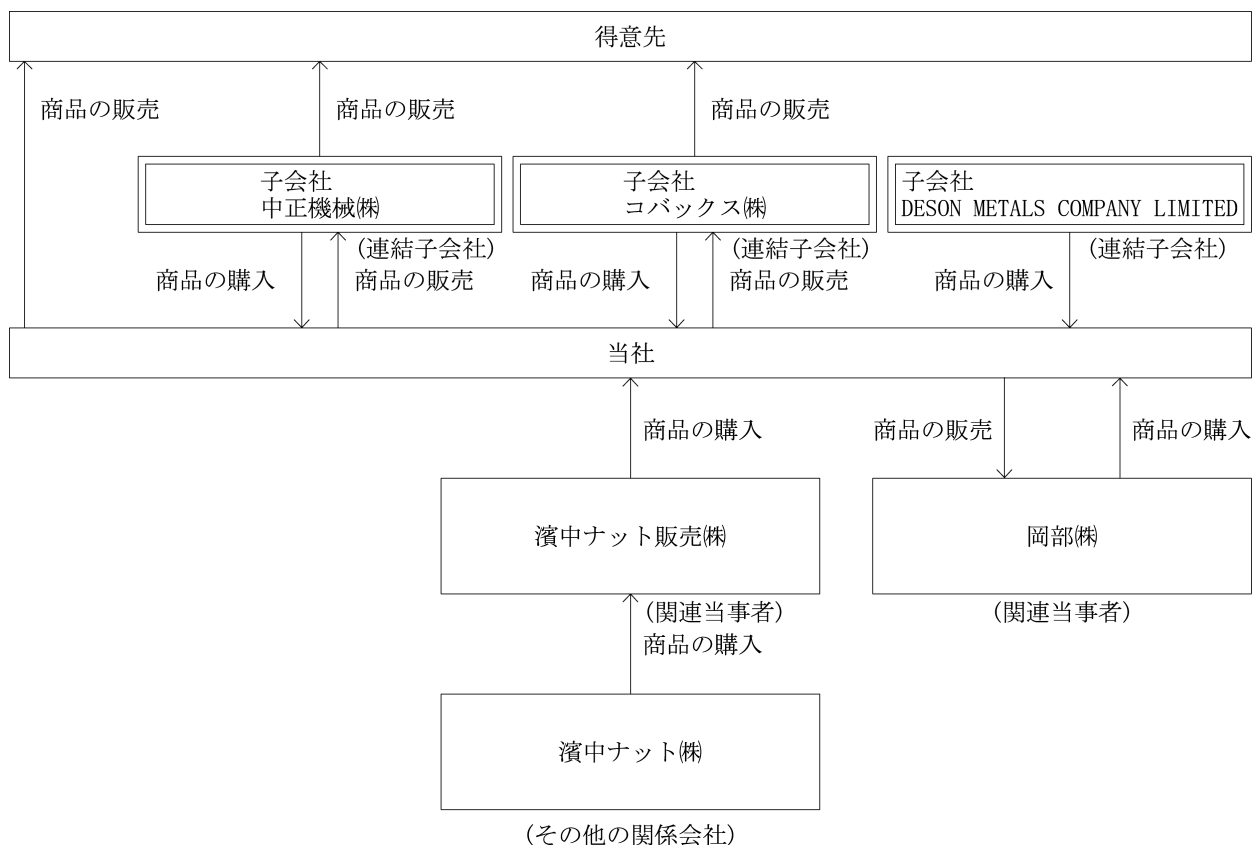 得意先
商品の販売
商品の販売
商品の販売
子会社
中正機械㈱
子会社
コバックス㈱
子会社
DESON METALS COMPANY LIMITED
(連結子会社)
(連結子会社)
(連結子会社)
商品の購入
商品の販売
商品の購入
商品の販売
商品の購入
当社
商品の購入
商品の販売
商品の購入
濱中ナット販売㈱
岡部㈱
(関連当事者)
(関連当事者)
商品の購入
濱中ナット㈱
(その他の関係会社)